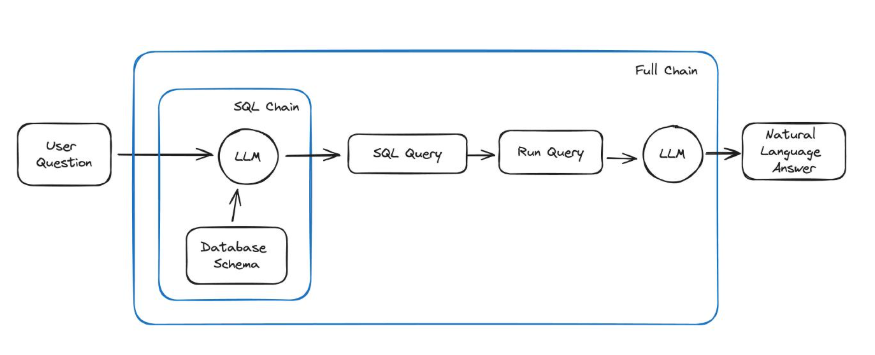 Full Chain
SQL Chain
User
Question
LLM
Database
Schema
SQL Query
Run Query
LLM
Natural
Language
Answer